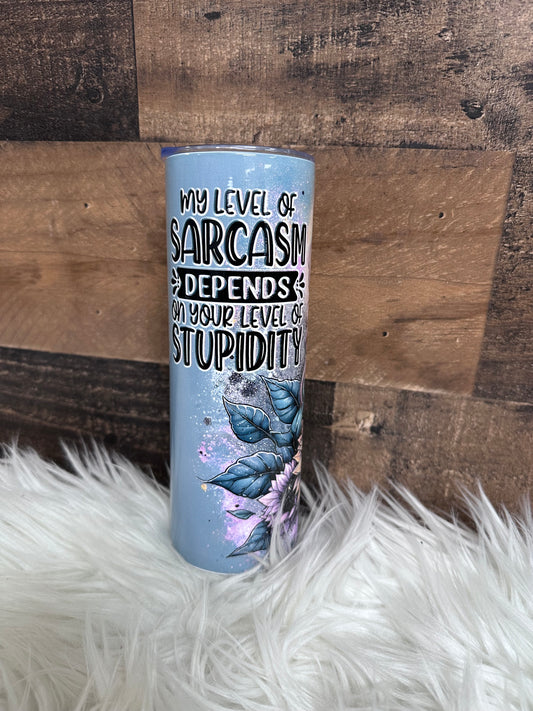 MY LEVEL OF
SARCASM
DEPENDS
ON YOUR LEVEL OF
STUPIDITY